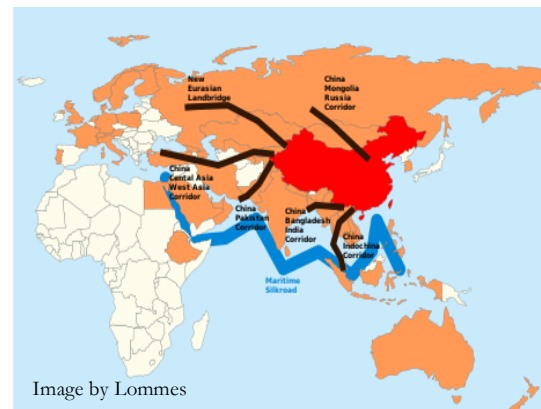 New
Eurasian
Landbridge
China
Mongolia
Russia
Corridor
China
Cental Asia
West Asia
Corridor
China
Pakistan
Corridor
China
Bangladesh
India
Corridor
China
Indochina
Corridor
Maritime
Silkroad
Image by Lommes